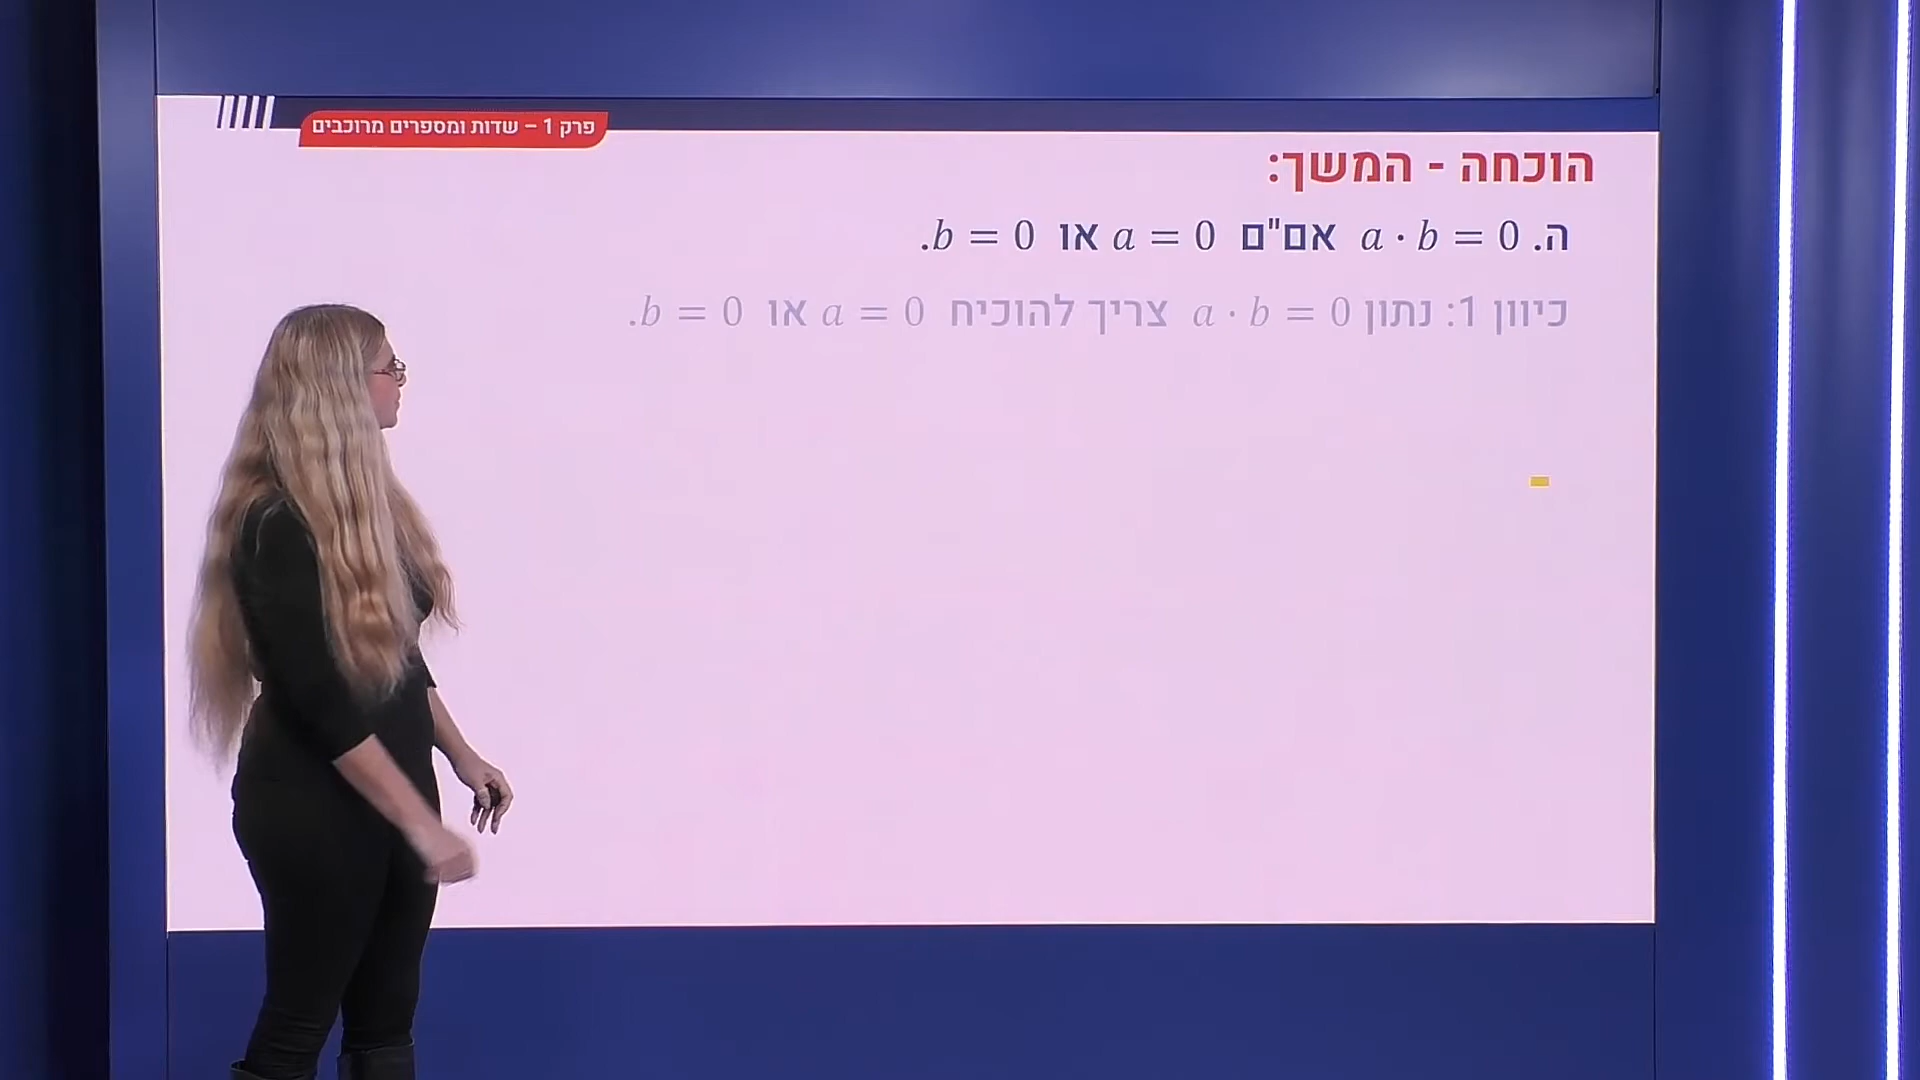 פרק 1 – שדות ומספרים מרוכבים
הוכחה - המשך:
ה. a · b = 0 אם"ם a = 0 או b = 0.
כיוון 1: נתון a · b = 0 צריך להוכיח a = 0 או b = 0.